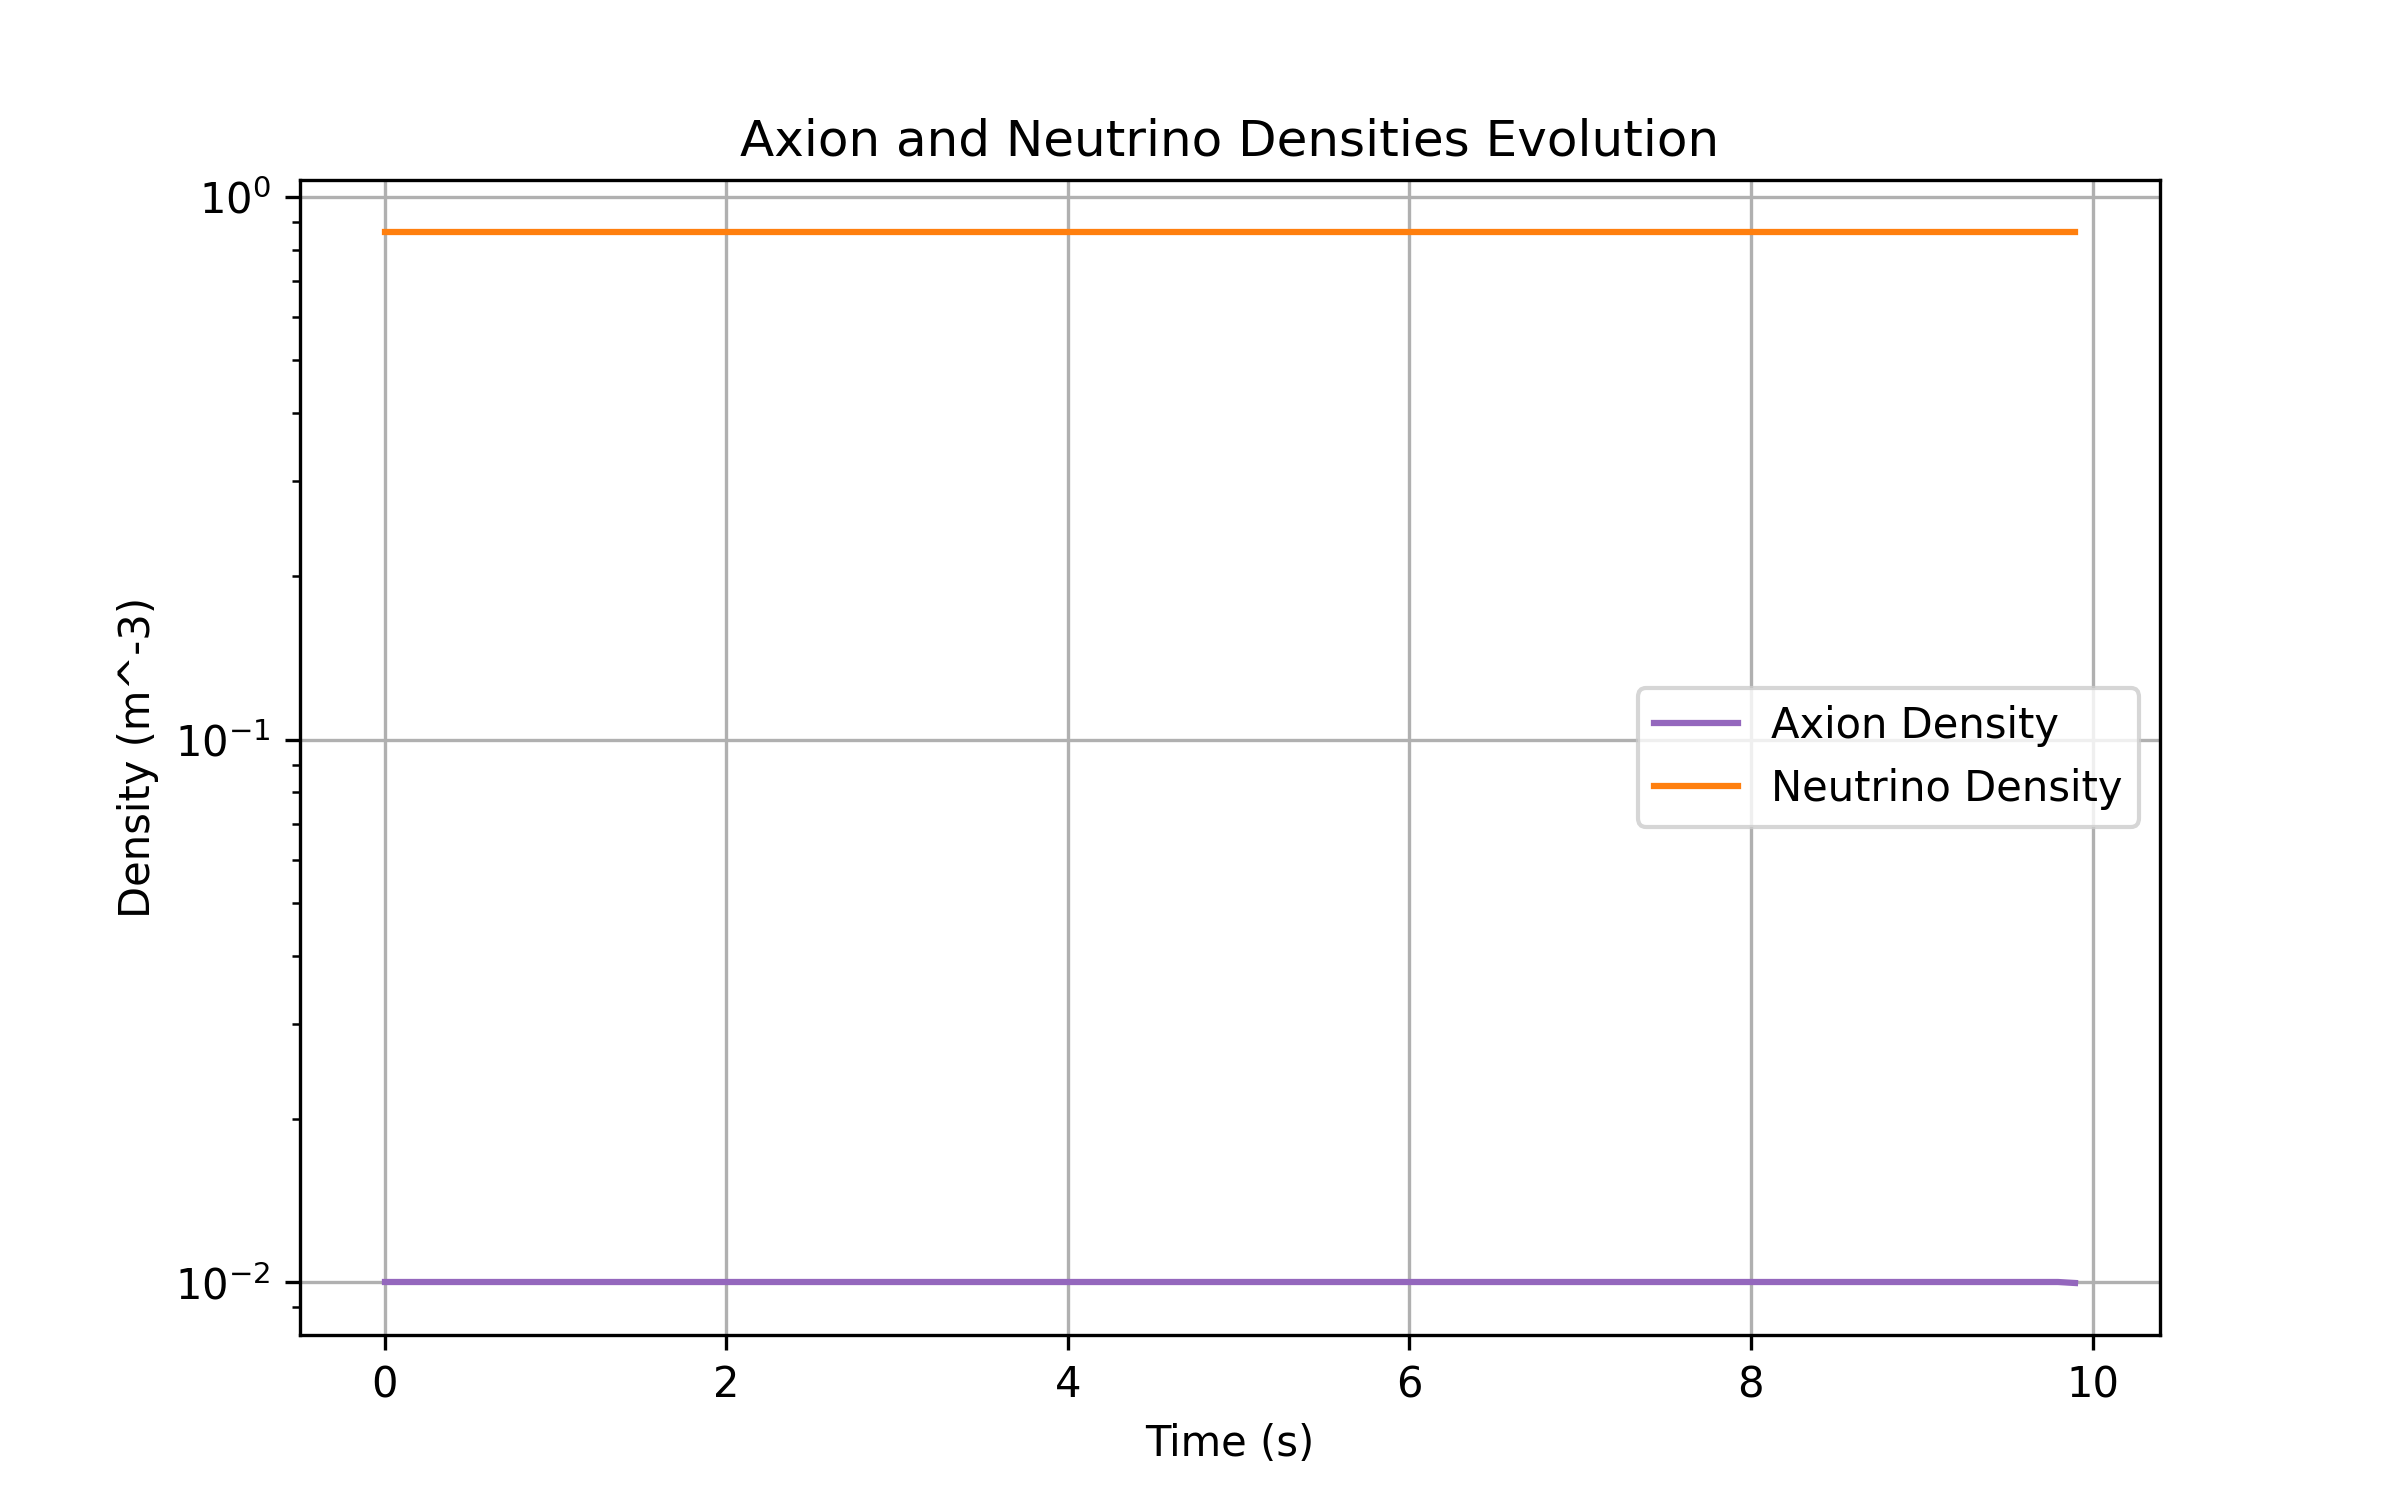 Axion and Neutrino Densities Evolution
10⁰
10⁻¹
10⁻²
Density (m^-3)
Axion Density
Neutrino Density
0 2 4 6 8 10
Time (s)